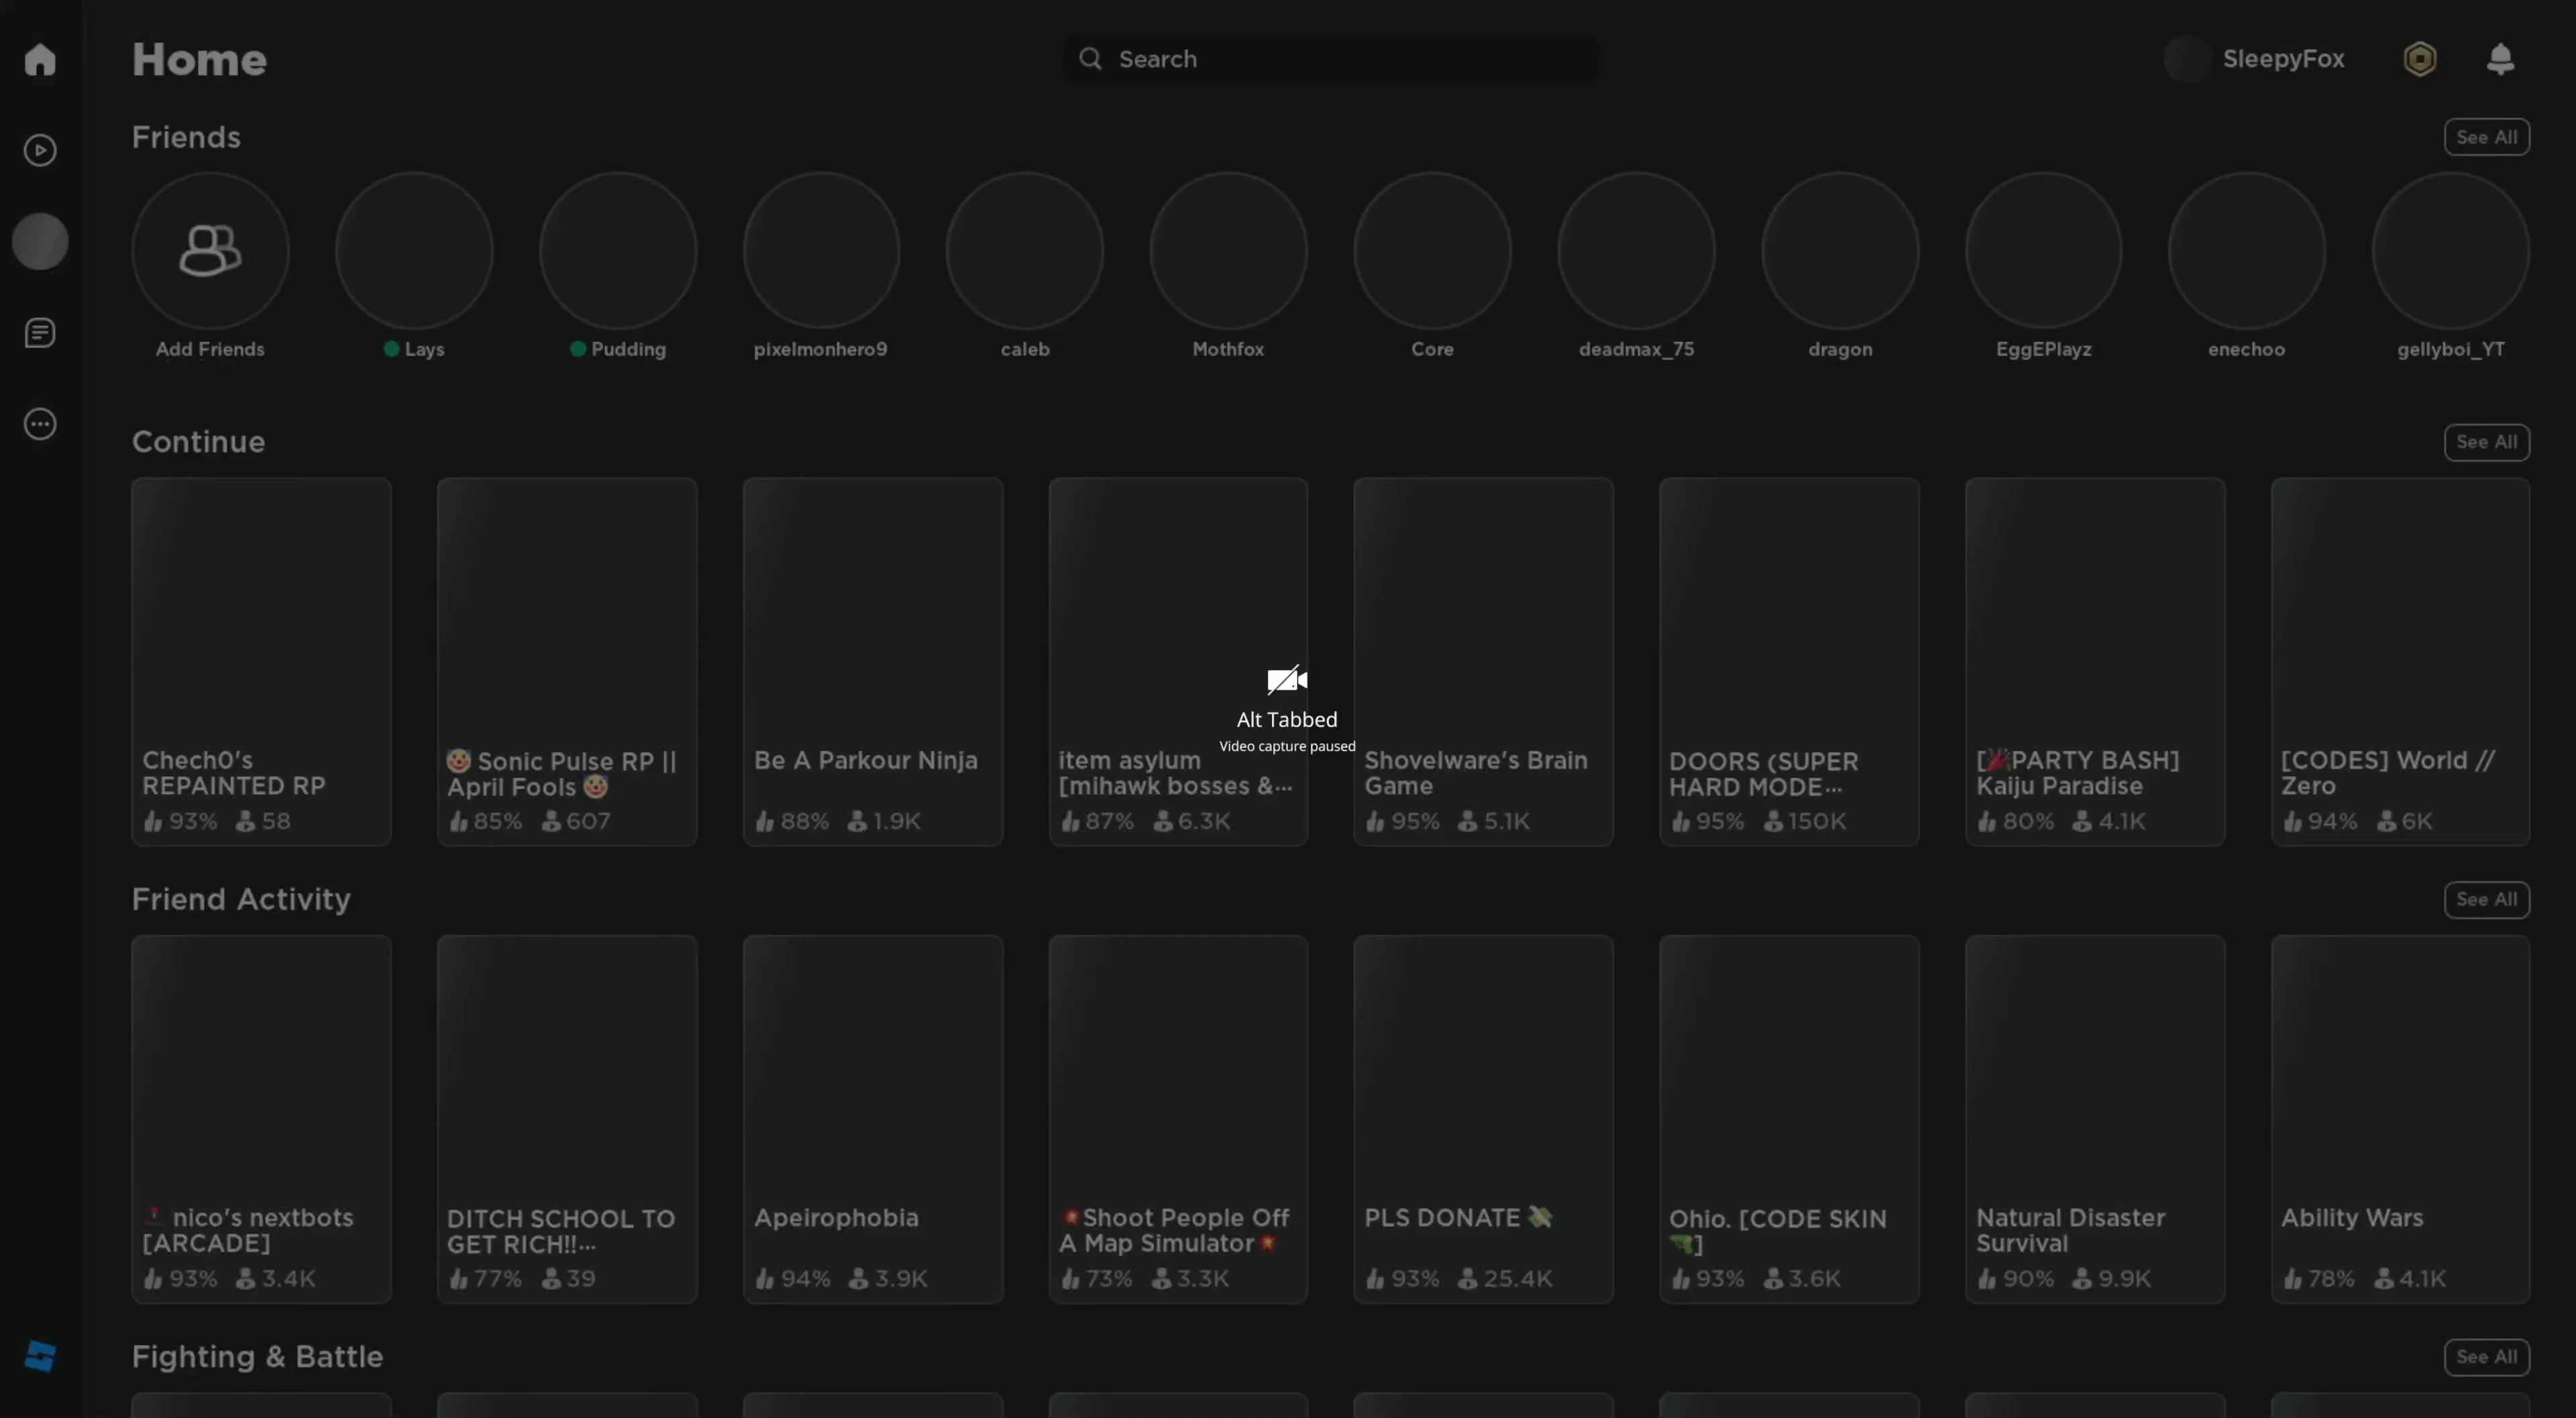 Home
Search
SleepyFox
Friends
See All
Add Friends
Lays
Pudding
pixelmonhero9
caleb
Mothfox
Core
deadmax_75
dragon
EggEPlayz
enechoo
gellyboi_YT
Continue
See All
Chech0's
REPAINTED RP
93% 58
🤡 Sonic Pulse RP ||
April Fools 🤡
85% 607
Be A Parkour Ninja
88% 1.9K
item asylum
[mihawk bosses &...
87% 6.3K
Alt Tabbed
Video capture paused
Shovelware's Brain
Game
95% 5.1K
DOORS (SUPER
HARD MODE...
95% 150K
[🎉PARTY BASH]
Kaiju Paradise
80% 4.1K
[CODES] World //
Zero
94% 6K
Friend Activity
See All
nico's nextbots
[ARCADE]
93% 3.4K
DITCH SCHOOL TO
GET RICH!!...
77% 39
Apeirophobia
94% 3.9K
💥Shoot People Off
A Map Simulator💥
73% 3.3K
PLS DONATE 💸
93% 25.4K
Ohio. [CODE SKIN
🔫]
93% 3.6K
Natural Disaster
Survival
90% 9.9K
Ability Wars
78% 4.1K
Fighting & Battle
See All